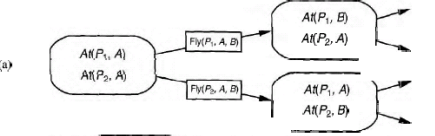 (a)
At(P₁, A)
At(P₂, A)
Fly(P₁, A, B)
At(P₁, B)
At(P₂, A)
Fly(P₂, A, B)
At(P₁, A)
At(P₂, B)